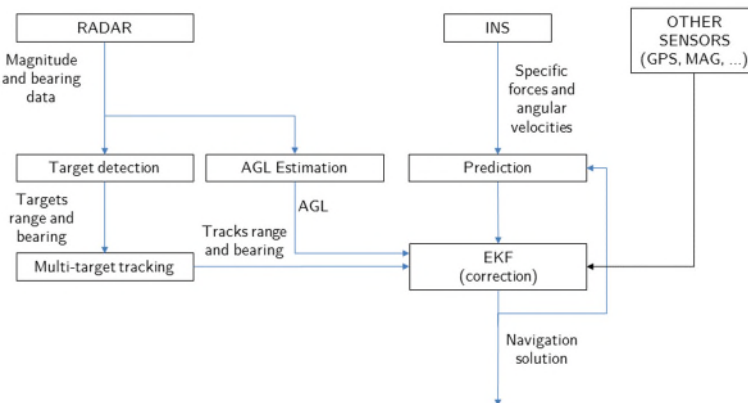 RADAR
INS
OTHER
SENSORS
(GPS, MAG, ...)
Magnitude
and bearing
data
Specific
forces and
angular
velocities
Target detection
AGL Estimation
Prediction
Targets
range and
bearing
AGL
Tracks range
and bearing
Multi-target tracking
EKF
(correction)
Navigation
solution